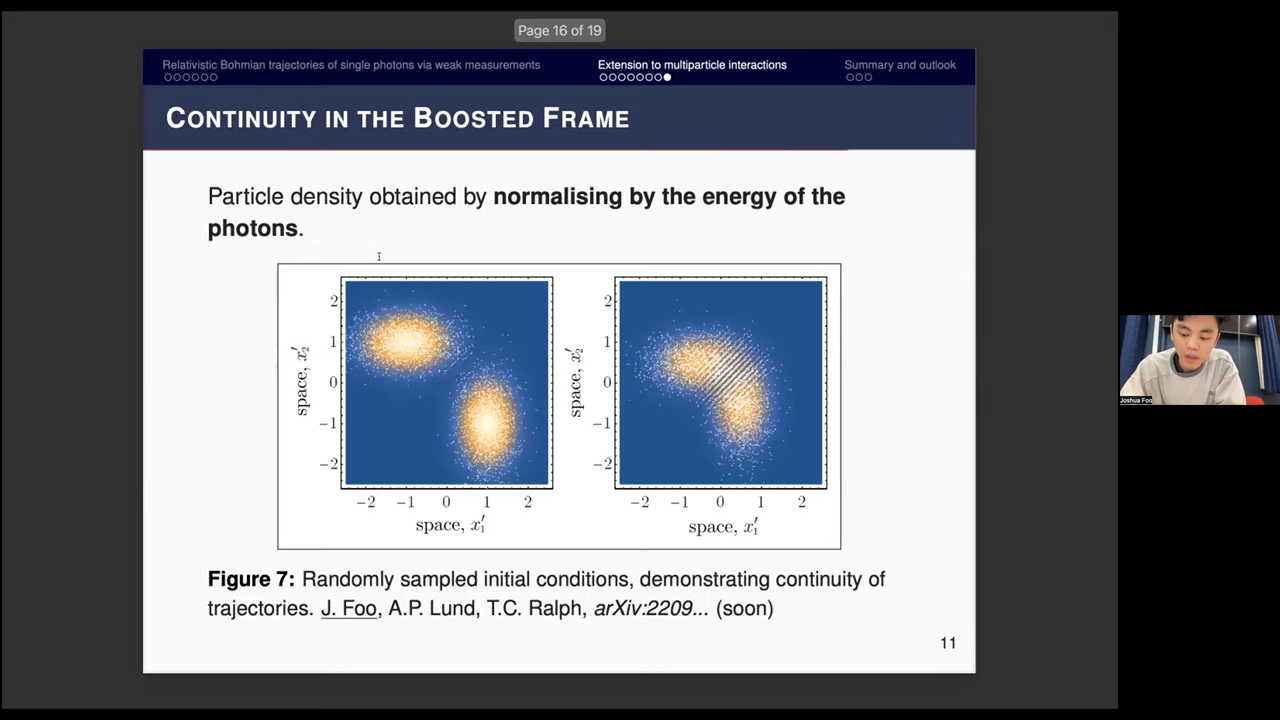 Page 16 of 19
Relativistic Bohmian trajectories of single photons via weak measurements
Extension to multiparticle interactions
Summary and outlook
CONTINUITY IN THE BOOSTED FRAME
Particle density obtained by normalising by the energy of the
photons.
2
1
0
−1
−2
space, x′₂
−2 −1 0 1 2
space, x′₁
2
1
0
−1
−2
space, x′₂
−2 −1 0 1 2
space, x′₁
Figure 7: Randomly sampled initial conditions, demonstrating continuity of
trajectories. J. Foo, A.P. Lund, T.C. Ralph, arXiv:2209... (soon)
11
Joshua Foo